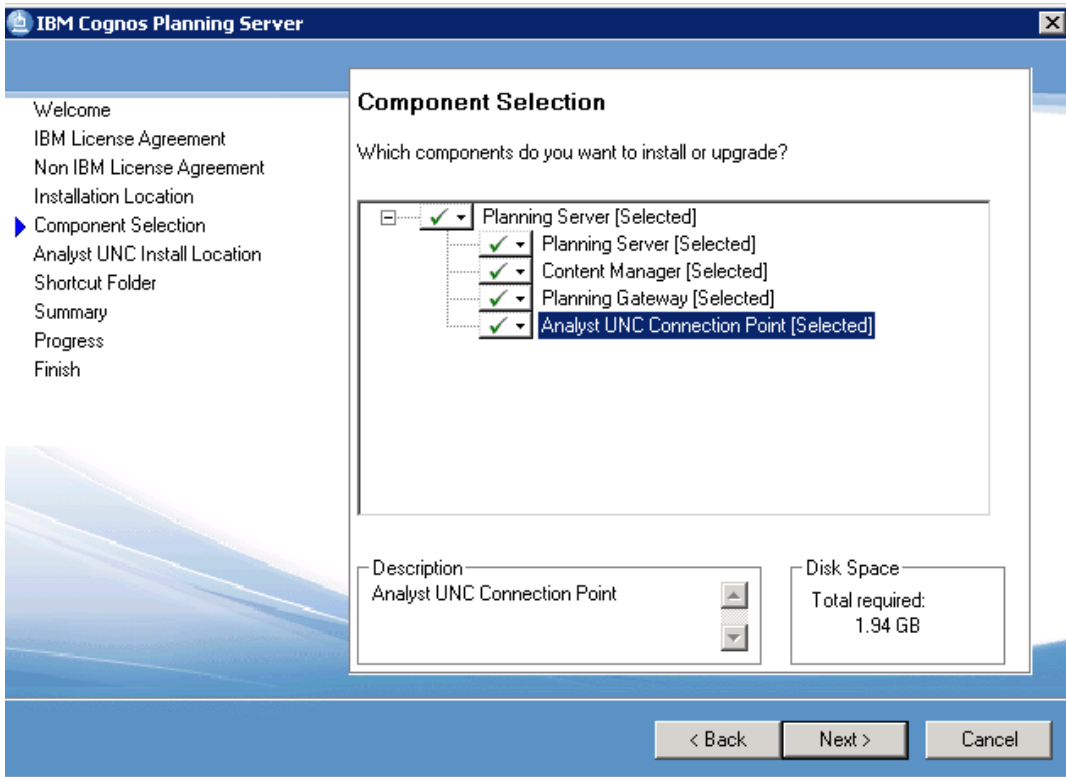 IBM Cognos Planning Server
Welcome
IBM License Agreement
Non IBM License Agreement
Installation Location
Component Selection
Analyst UNC Install Location
Shortcut Folder
Summary
Progress
Finish
Component Selection
Which components do you want to install or upgrade?
Planning Server [Selected]
Planning Server [Selected]
Content Manager [Selected]
Planning Gateway [Selected]
Analyst UNC Connection Point [Selected]
Description
Analyst UNC Connection Point
Disk Space
Total required:
1.94 GB
< Back
Next >
Cancel